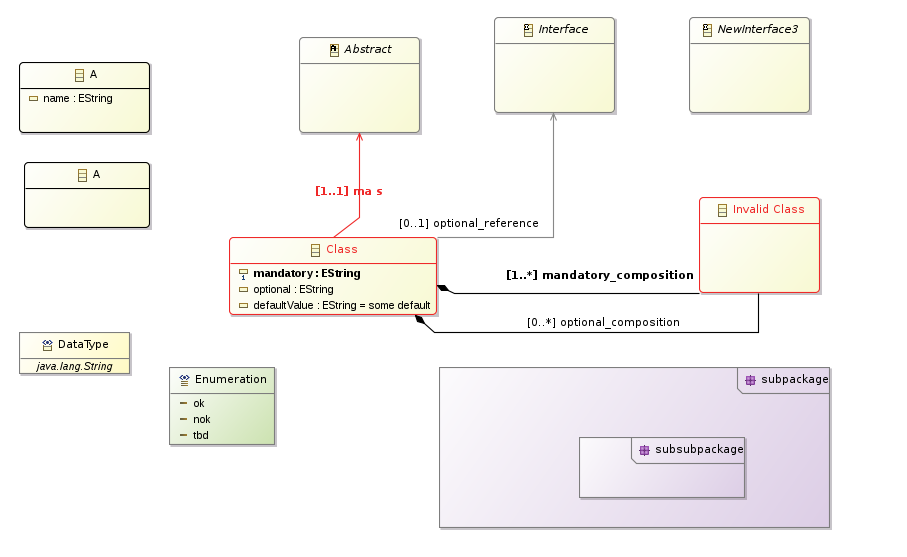 Abstract
Interface
NewInterface3
A
name : EString
A
[1..1] ma s
[0..1] optional_reference
Invalid Class
Class
mandatory : EString
optional : EString
defaultValue : EString = some default
[1..*] mandatory_composition
[0..*] optional_composition
DataType
java.lang.String
Enumeration
ok
nok
tbd
subpackage
subsubpackage